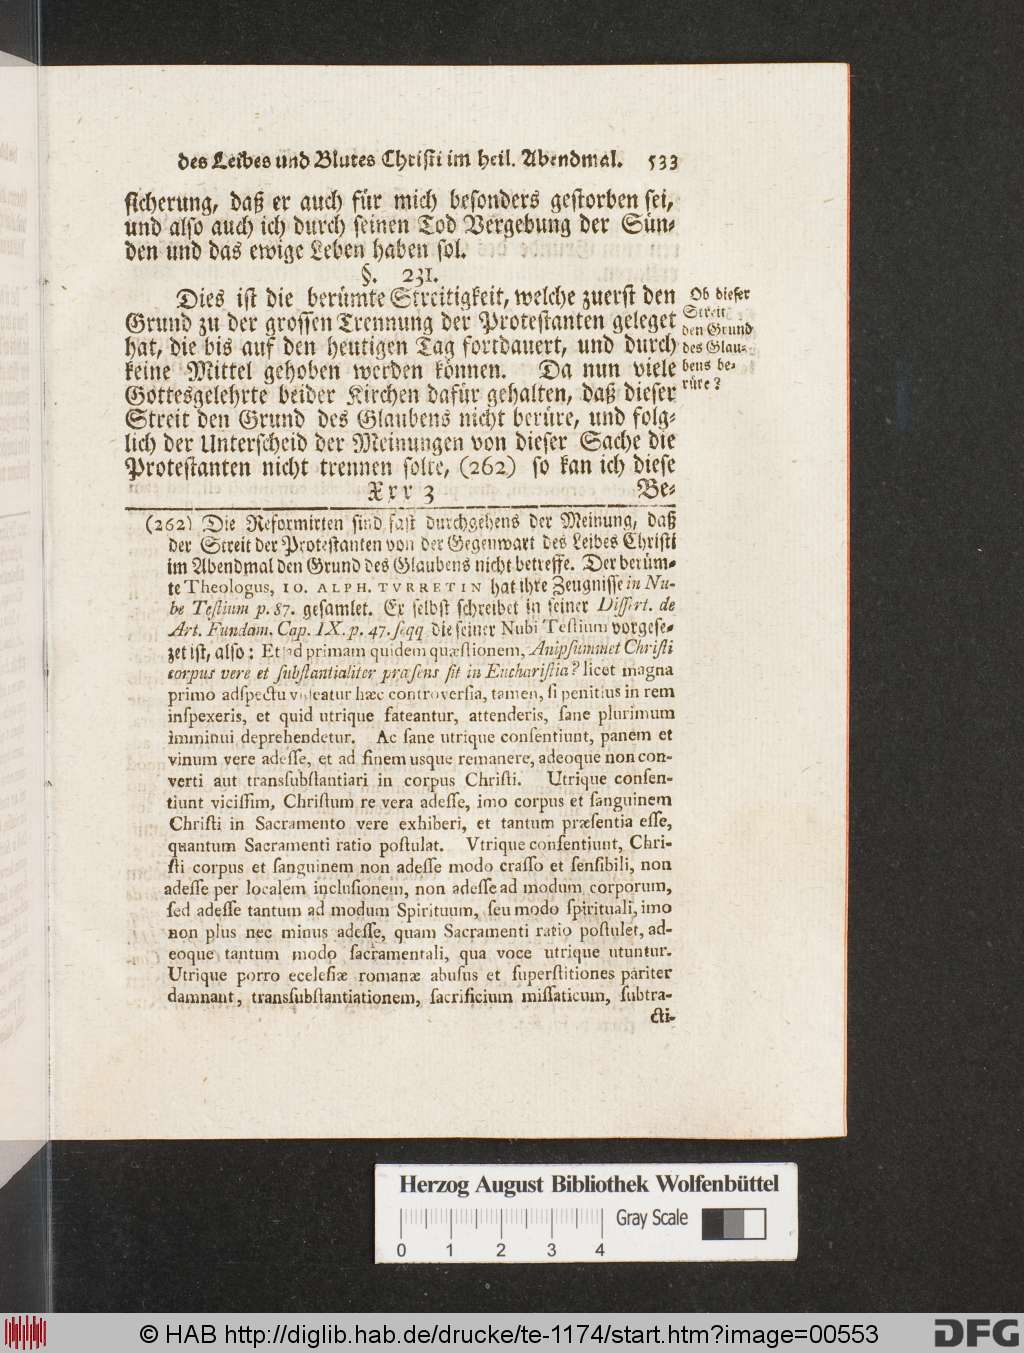 des Leibes und Blutes Christi im heil. Abendmal. 533
sicherung, daß er auch für mich besonders gestorben sei,
und also auch ich durch seinen Tod Vergebung der Sün-
den und das ewige Leben haben sol.
§. 231.
Dies ist die berümte Streitigkeit, welche zuerst den
Grund zu der grossen Trennung der Protestanten geleget
hat, die bis auf den heutigen Tag fortdauert, und durch
keine Mittel gehoben werden können. Da nun viele
Gottesgelehrte beider Kirchen dafür gehalten, daß dieser
Streit den Grund des Glaubens nicht berüre, und folg-
lich der Unterscheid der Meinungen von dieser Sache die
Protestanten nicht trennen solte, (262) so kan ich diese
Ob dieser
Streit
den Grund
des Glau-
bens be-
rüre?
Xxx 3
Be-
(262) Die Reformirten sind fast durchgehens der Meinung, daß
der Streit der Protestanten von der Gegenwart des Leibes Christi
im Abendmal den Grund des Glaubens nicht betreffe. Der berüm-
te Theologus, IO. ALPH. TVRRETIN hat ihre Zeugnisse in Nu-
be Testium p. 87. gesamlet. Er selbst schreibet in seiner Dissert. de
Art. Fundam. Cap. IX. p. 47. seqq die seiner Nubi Testium vorgese-
zet ist, also: Et ad primam quidem quæstionem, An ipsummet Christi
corpus vere et substantialiter præsens sit in Eucharistia? licet magna
primo adspectu videatur hæc controversia, tamen, si penitius in rem
inspexeris, et quid utrique fateantur, attenderis, sane plurimum
imminui deprehendetur. Ac sane utrique consentiunt, panem et
vinum vere adesse, et ad finem usque remanere, adeoque non con-
verti aut transsubstantiari in corpus Christi. Utrique consen-
tiunt vicissim, Christum re vera adesse, imo corpus et sanguinem
Christi in Sacramento vere exhiberi, et tantum præsentia esse,
quantum Sacramenti ratio postulat. Vtrique consentiunt, Chri-
sti corpus et sanguinem non adesse modo crasso et sensibili, non
adesse per localem inclusionem, non adesse ad modum corporum,
sed adesse tantum ad modum Spirituum, seu modo spirituali, imo
non plus nec minus adesse, quam Sacramenti ratio postulet, ad-
eoque tantum modo sacramentali, qua voce utrique utuntur.
Utrique porro ecclesiæ romanæ abusus et superstitiones pariter
damnant, transsubstantiationem, sacrificium missaticum, subtra-
cti-
Herzog August Bibliothek Wolfenbüttel
Gray Scale
0 1 2 3 4
© HAB http://diglib.hab.de/drucke/te-1174/start.htm?image=00553
DFG